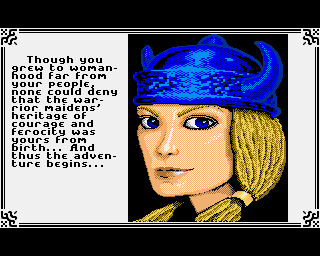 Though you
grew to woman-
hood far from
your people,
none could deny
that the war-
rior maidens'
heritage of
courage and
ferocity was
yours from
birth... And
thus the adven-
ture begins...